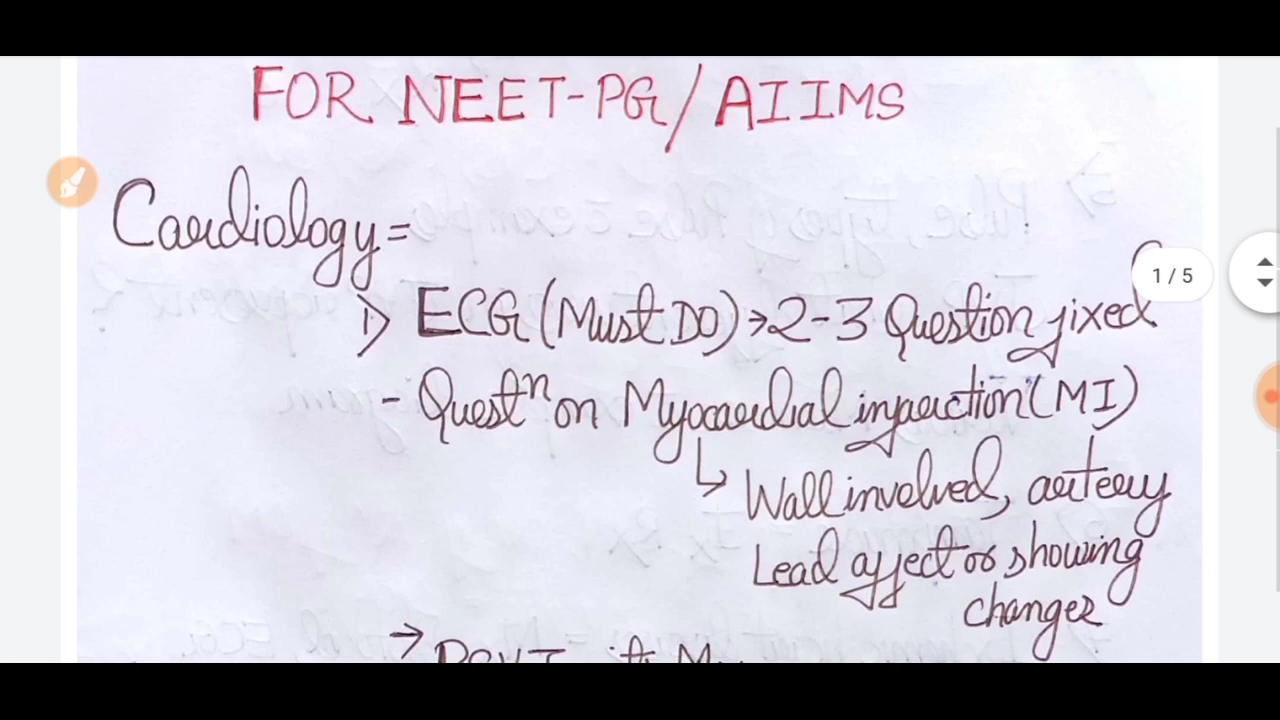 FOR NEET-PG/AIIMS
Cardiology =
1) ECG (Must DO) → 2-3 Question fixed
1 / 5
- Questⁿ on Myocardial infarction (MI)
↳ Wall involved, artery
Lead affect or showing
changes